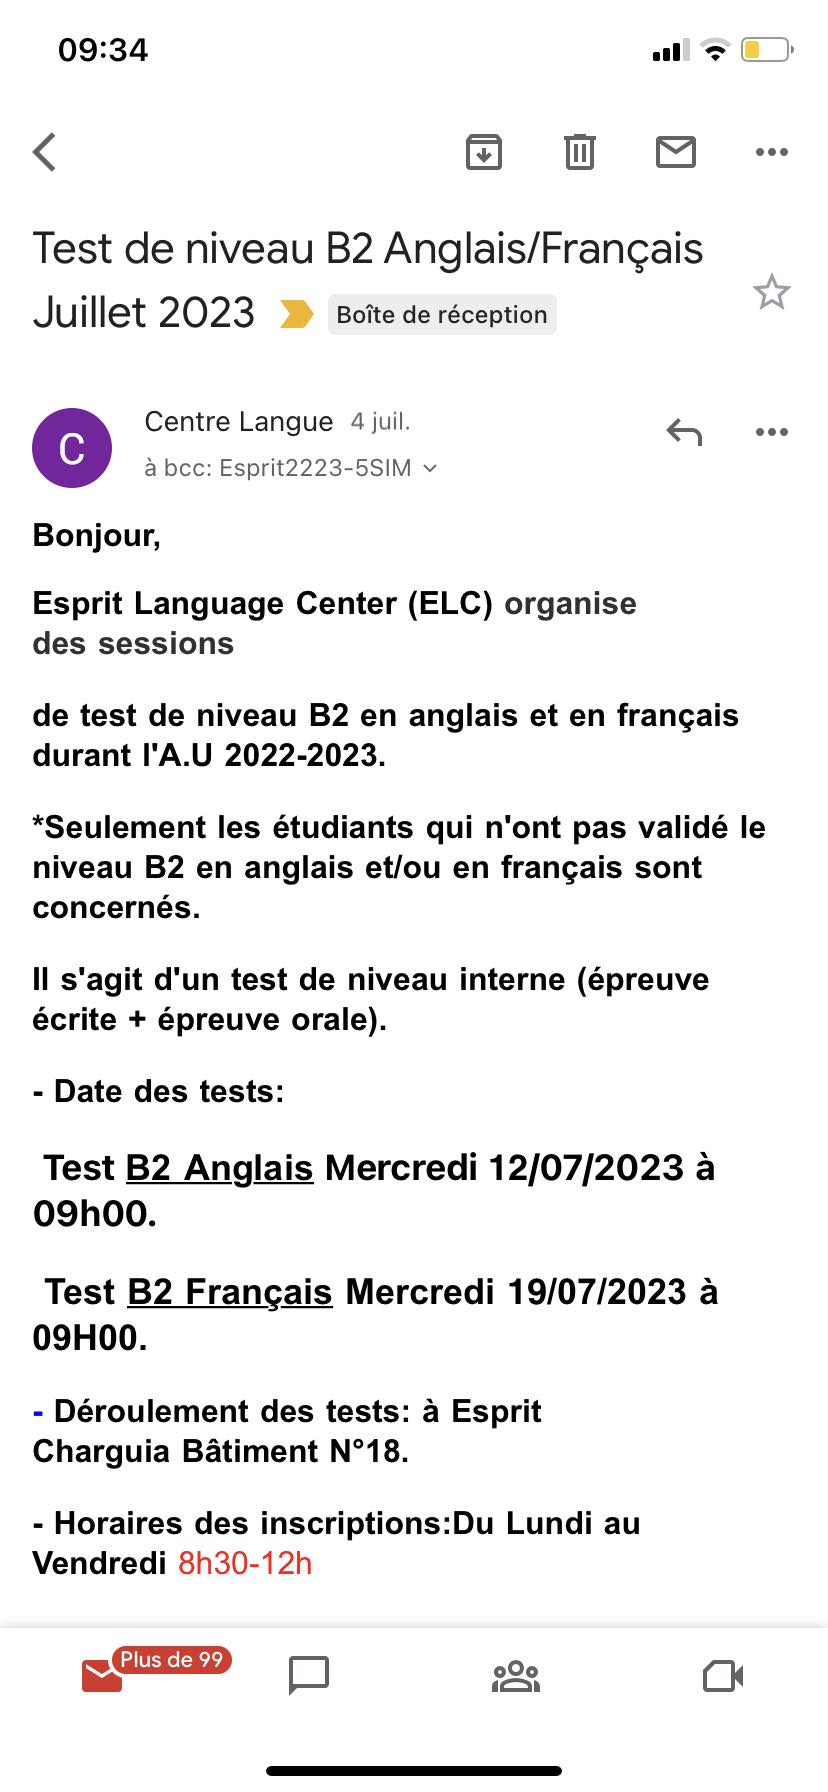 09:34
Test de niveau B2 Anglais/Français
Juillet 2023 Boîte de réception
C
Centre Langue 4 juil.
à bcc: Esprit2223-5SIM
Bonjour,
Esprit Language Center (ELC) organise
des sessions
de test de niveau B2 en anglais et en français
durant l'A.U 2022-2023.
*Seulement les étudiants qui n'ont pas validé le
niveau B2 en anglais et/ou en français sont
concernés.
Il s'agit d'un test de niveau interne (épreuve
écrite + épreuve orale).
- Date des tests:
Test B2 Anglais Mercredi 12/07/2023 à
09h00.
Test B2 Français Mercredi 19/07/2023 à
09H00.
- Déroulement des tests: à Esprit
Charguia Bâtiment N°18.
- Horaires des inscriptions:Du Lundi au
Vendredi 8h30-12h
Plus de 99